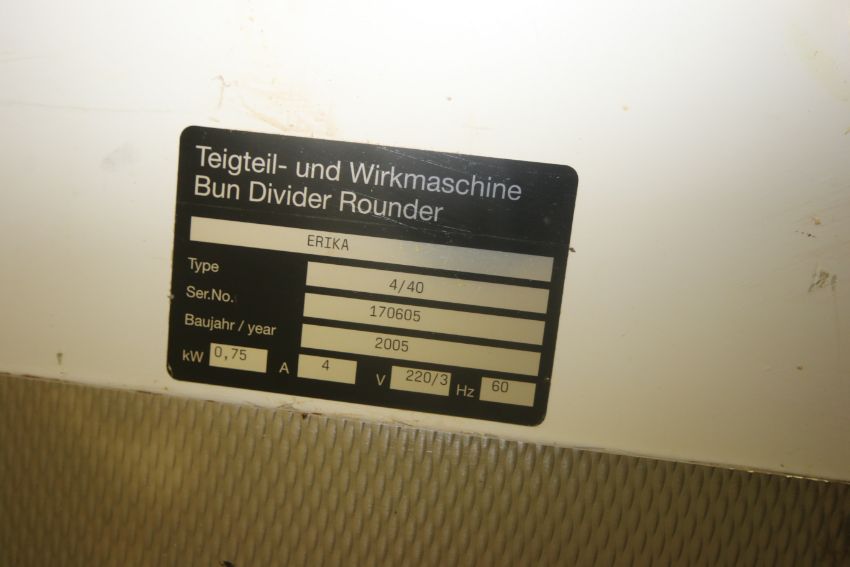 Teigteil- und Wirkmaschine
Bun Divider Rounder
ERIKA
Type 4/40
Ser.No. 170605
Baujahr / year 2005
kW 0,75 A 4 V 220/3 Hz 60